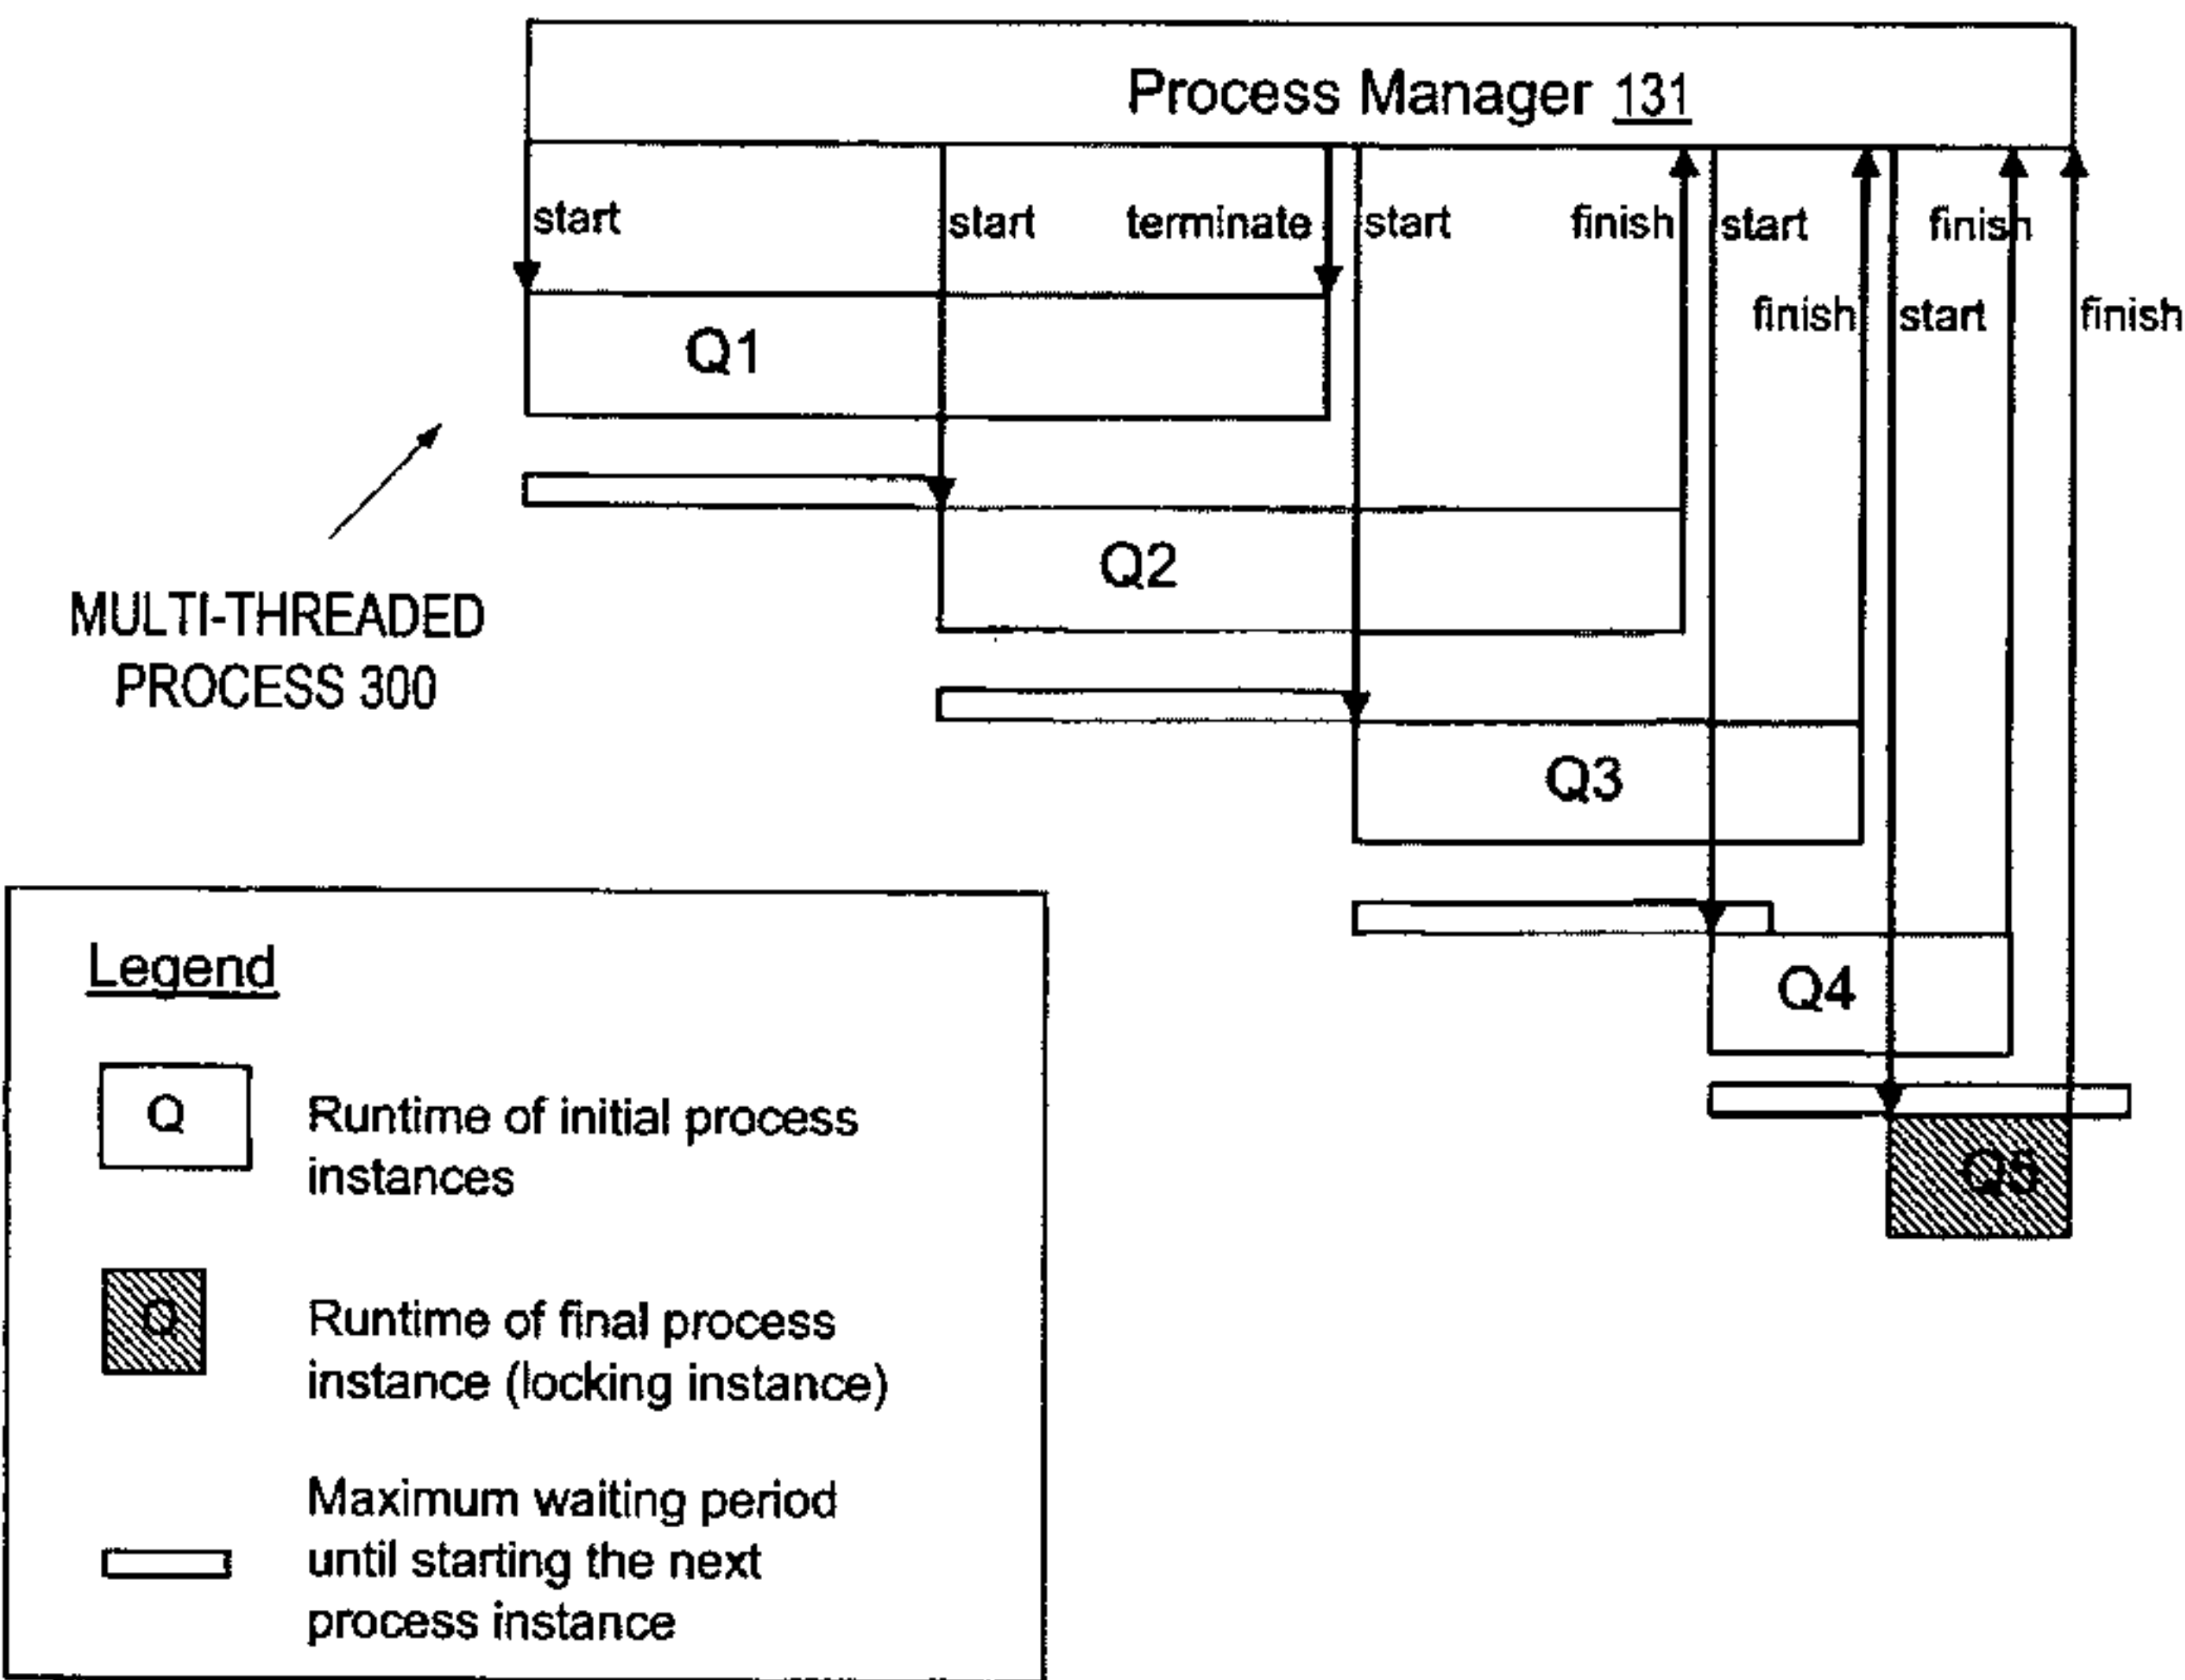 Process Manager 131
start
start
terminate
start
finish
start
finish
finish
start
finish
Q1
Q2
MULTI-THREADED
PROCESS 300
Q3
Q4
Q5
Legend
Q
Runtime of initial process
instances
Q
Runtime of final process
instance (locking instance)
Maximum waiting period
until starting the next
process instance